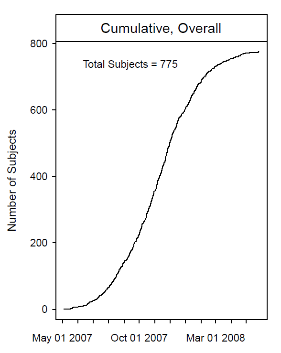 Cumulative, Overall
Total Subjects = 775
Number of Subjects
800
600
400
200
0
May 01 2007
Oct 01 2007
Mar 01 2008